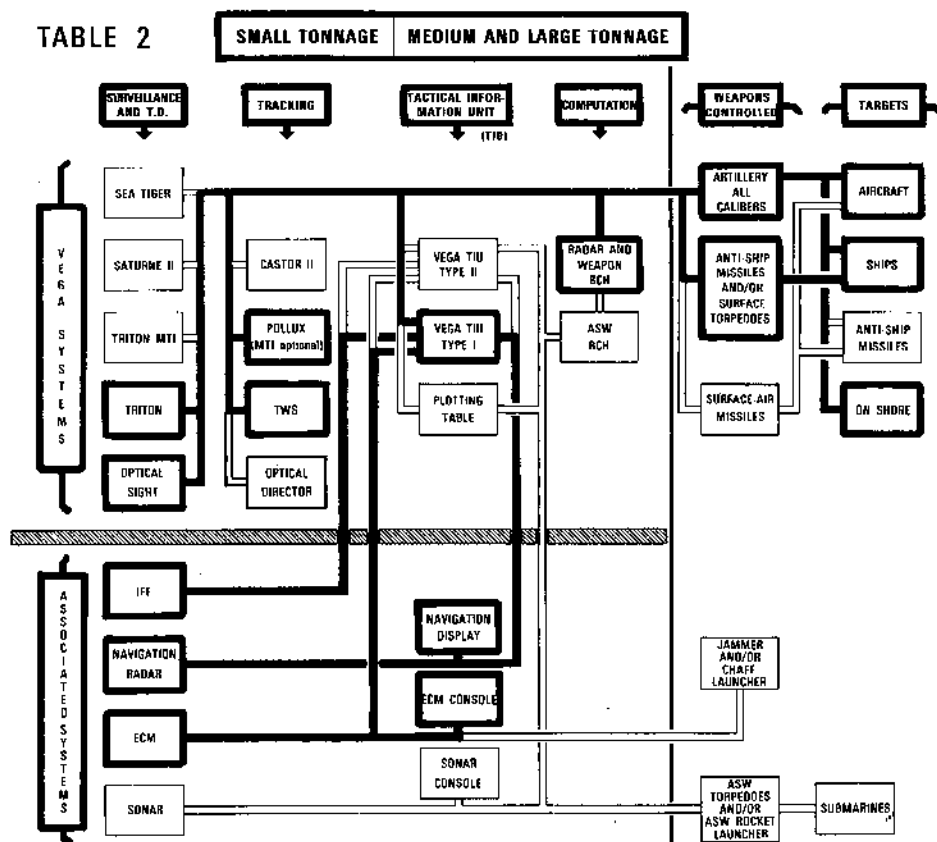 TABLE 2
SMALL TONNAGE
MEDIUM AND LARGE TONNAGE
SURVEILLANCE
AND T.D.
TRACKING
TACTICAL INFOR-
MATION UNIT
(TIU)
COMPUTATION
WEAPONS
CONTROLLED
TARGETS
VEGA SYSTEMS
SEA TIGER
SATURNE II
TRITON MTI
TRITON
OPTICAL
SIGHT
CASTOR II
POLLUX
(MTI optional)
TWS
OPTICAL
DIRECTOR
VEGA TIU
TYPE II
VEGA TIU
TYPE I
PLOTTING
TABLE
RADAR AND
WEAPON
BCH
ASW
BCH
ARTILLERY
ALL
CALIBERS
ANTI-SHIP
MISSILES
AND/OR
SURFACE
TORPEDOES
SURFACE-AIR
MISSILES
AIRCRAFT
SHIPS
ANTI-SHIP
MISSILES
ON SHORE
ASSOCIATED SYSTEMS
IFF
NAVIGATION
RADAR
ECM
SONAR
NAVIGATION
DISPLAY
ECM CONSOLE
SONAR
CONSOLE
JAMMER
AND/OR
CHAFF
LAUNCHER
ASW
TORPEDOES
AND/OR
ASW ROCKET
LAUNCHER
SUBMARINES